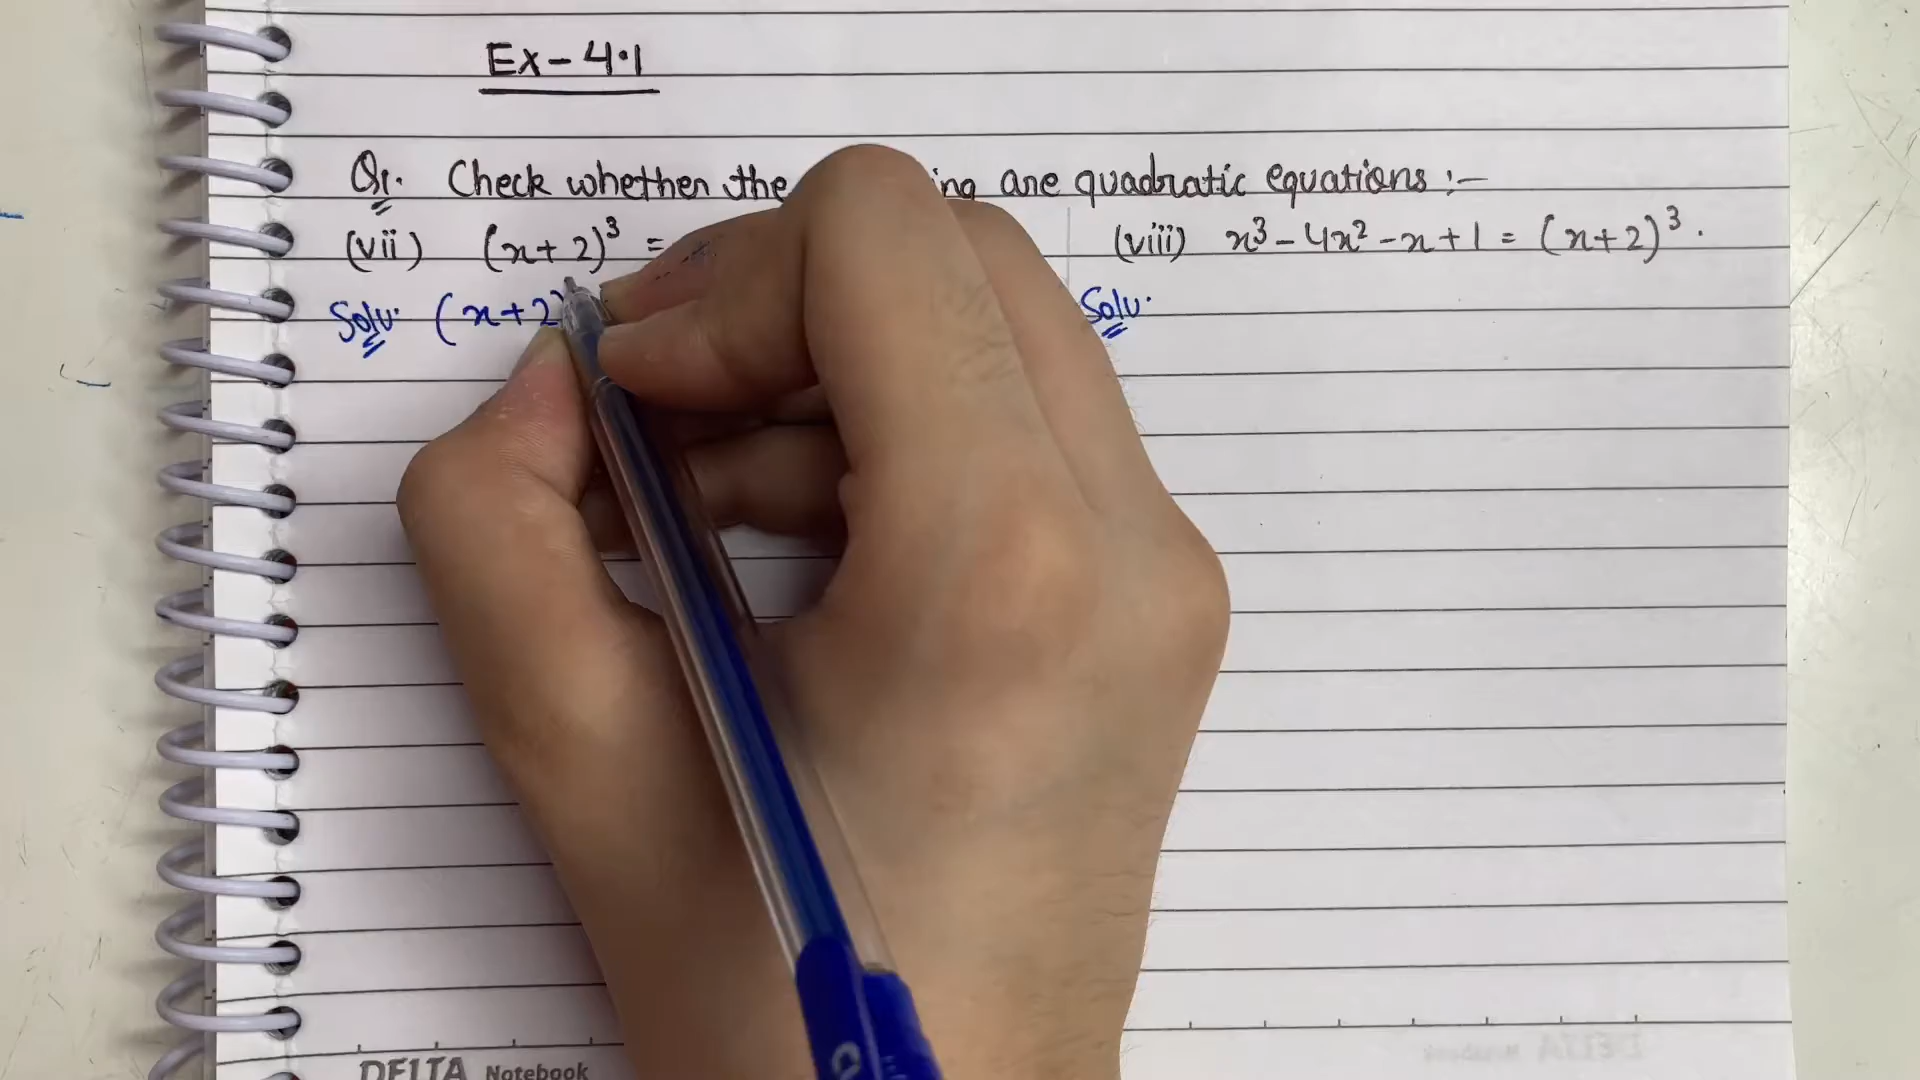 Ex - 4.1
Q1. Check whether the ing are quadratic equations :-
(vii) (x+2)³ =
(viii) x³ - 4x² - x + 1 = (x+2)³.
Solu. (x+2)
Solu.
DELTA Notebook